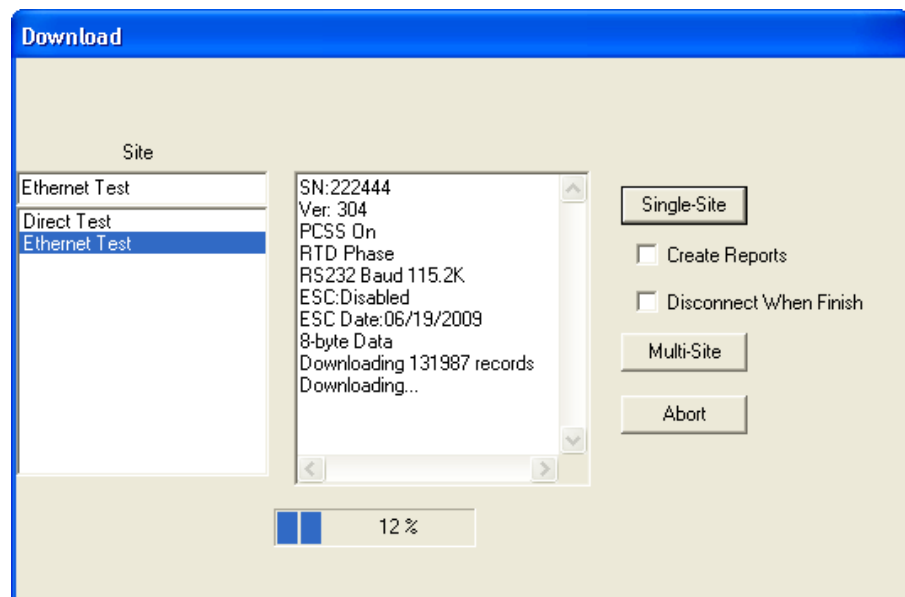 Download
Site
Ethernet Test
Direct Test
Ethernet Test
SN:222444
Ver: 304
PCSS On
RTD Phase
RS232 Baud 115.2K
ESC:Disabled
ESC Date:06/19/2009
8-byte Data
Downloading 131987 records
Downloading...
Single-Site
Create Reports
Disconnect When Finish
Multi-Site
Abort
12 %